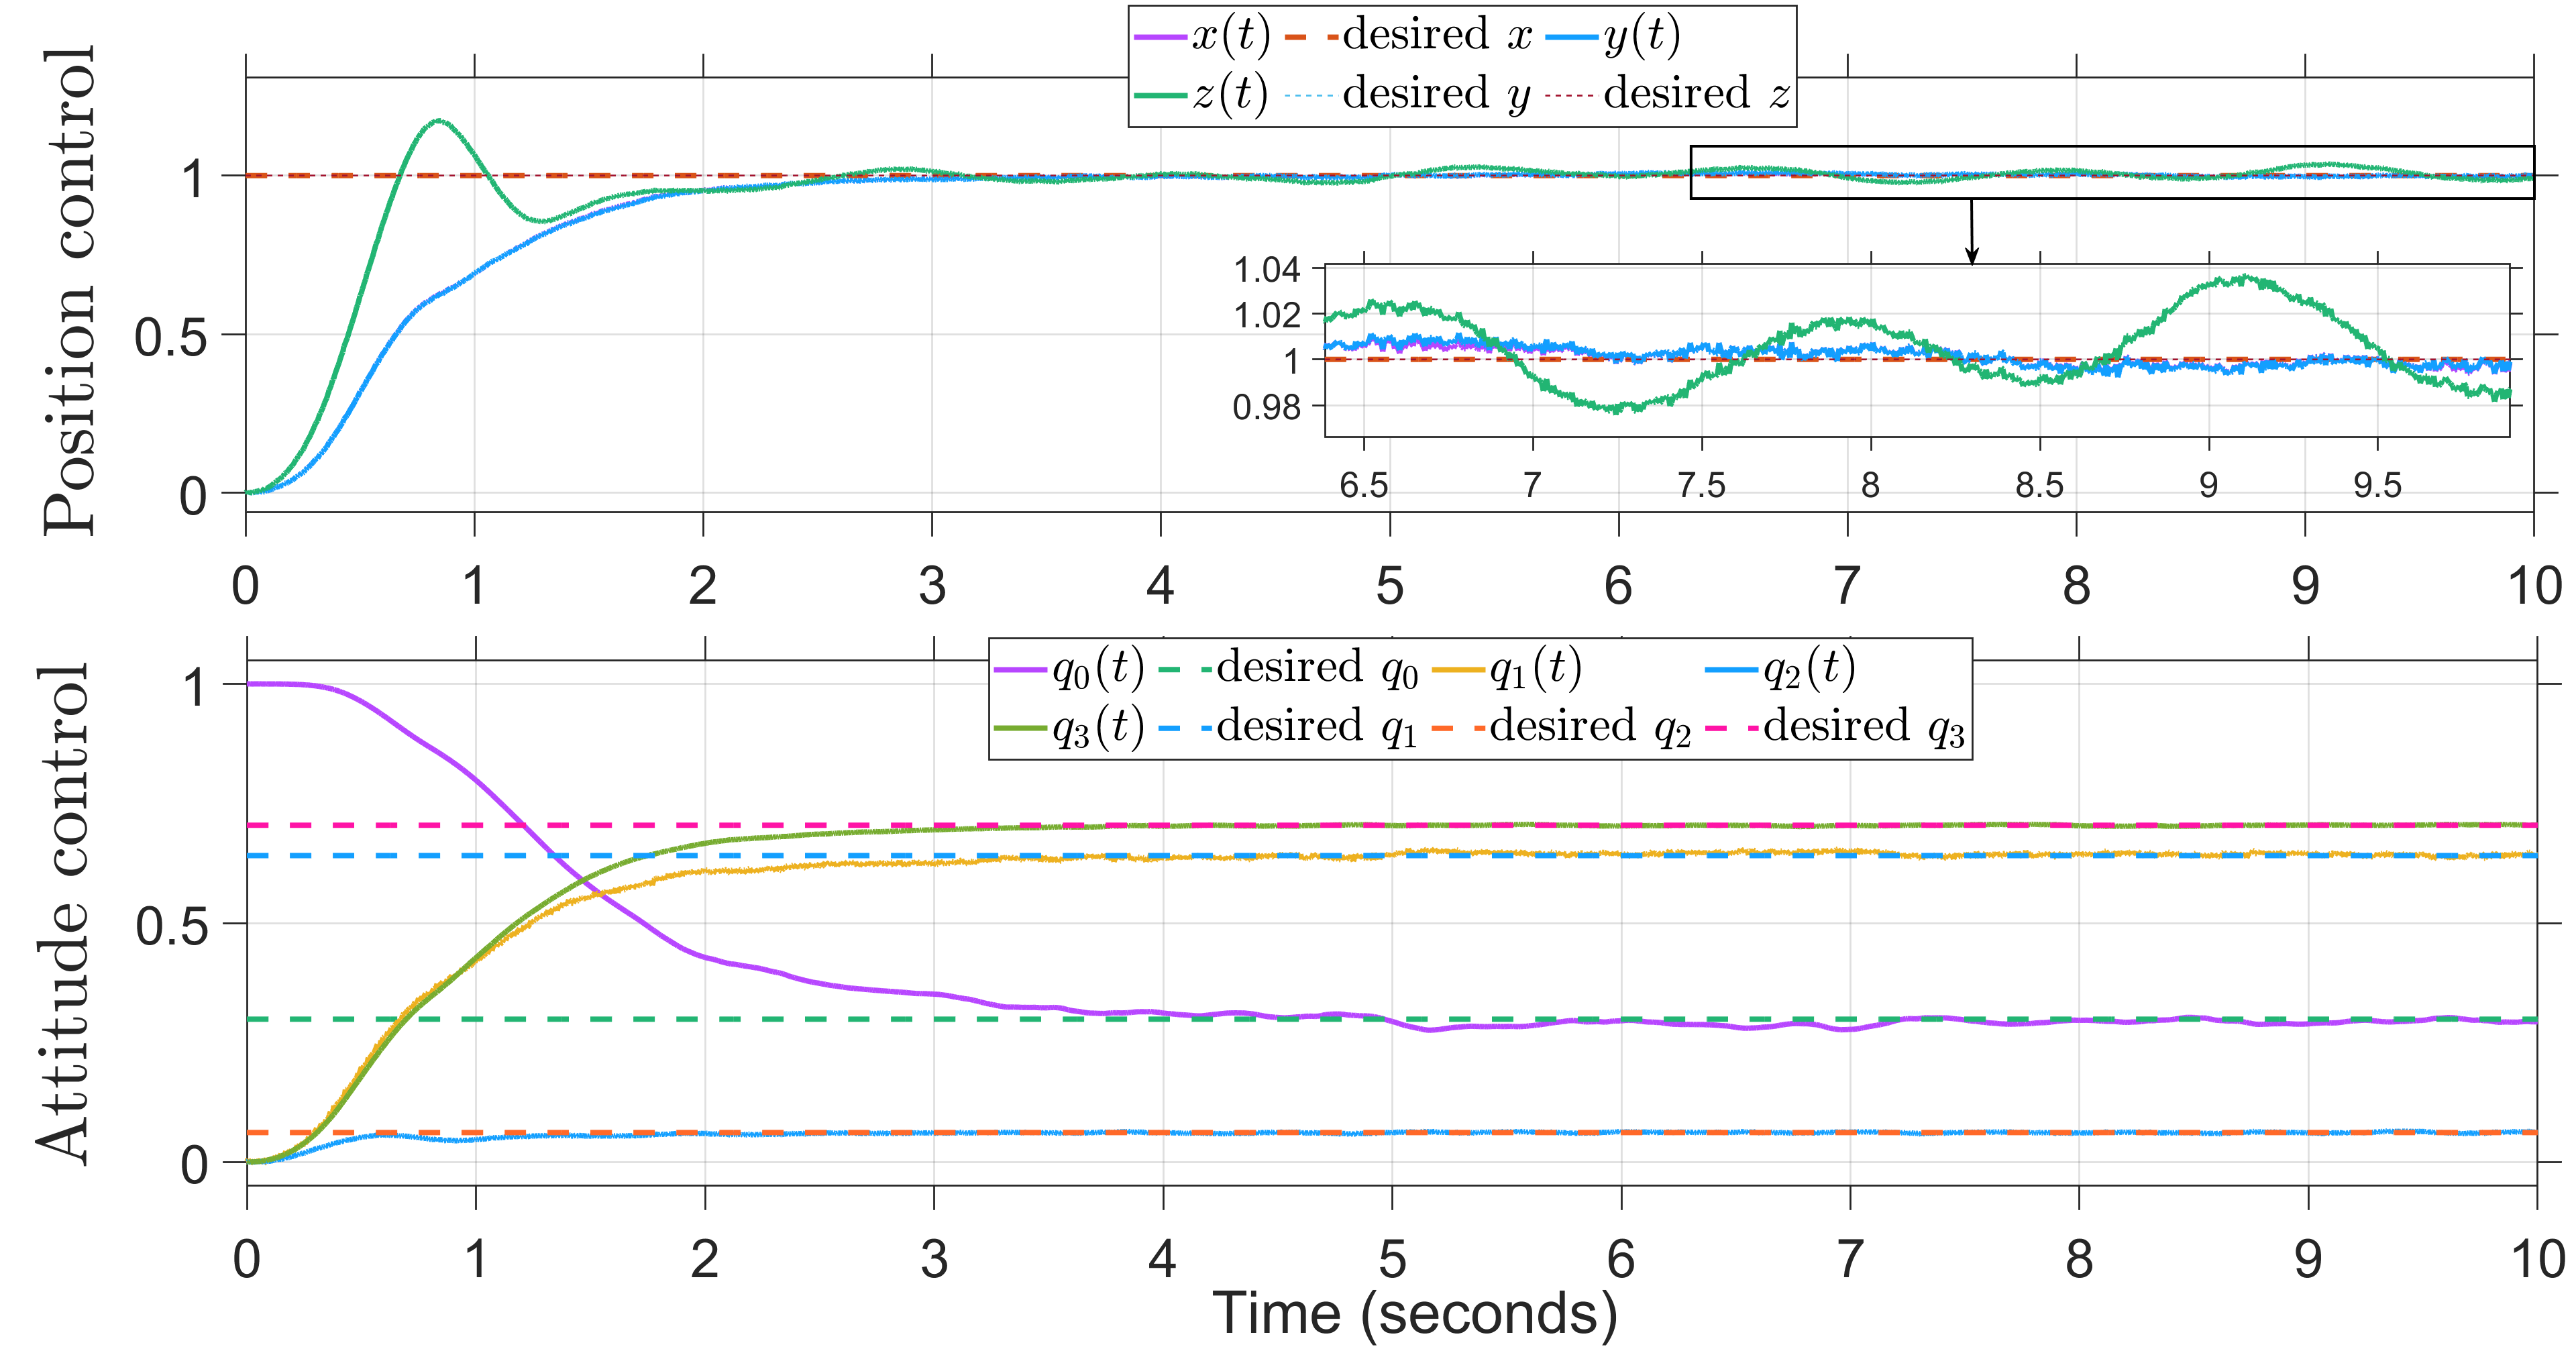 x(t) desired x y(t)
z(t) desired y desired z
Position control
1
0.5
0
1.04
1.02
1
0.98
6.5 7 7.5 8 8.5 9 9.5
0 1 2 3 4 5 6 7 8 9 10
q₀(t) desired q₀ q₁(t) q₂(t)
q₃(t) desired q₁ desired q₂ desired q₃
Attitude control
1
0.5
0
0 1 2 3 4 5 6 7 8 9 10
Time (seconds)